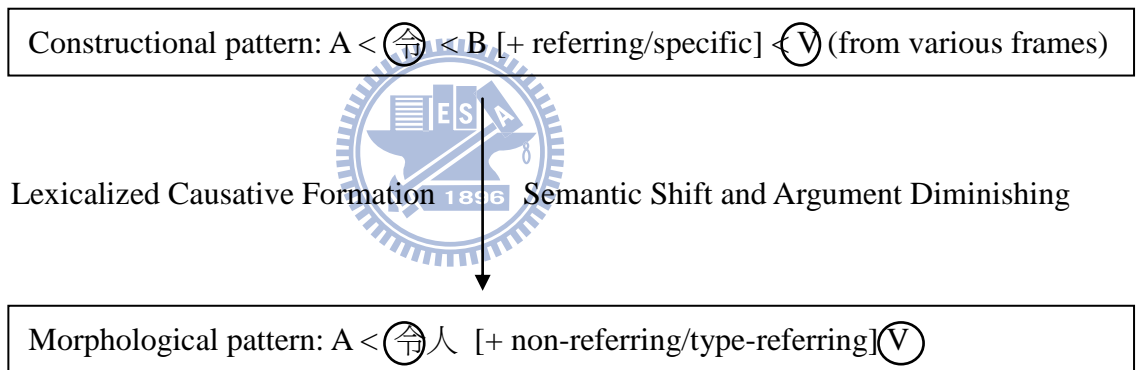 Constructional pattern: A < 令 < B [+ referring/specific] < V (from various frames)
E S A
Lexicalized Causative Formation 1896 Semantic Shift and Argument Diminishing
Morphological pattern: A < 令人 [+ non-referring/type-referring] V